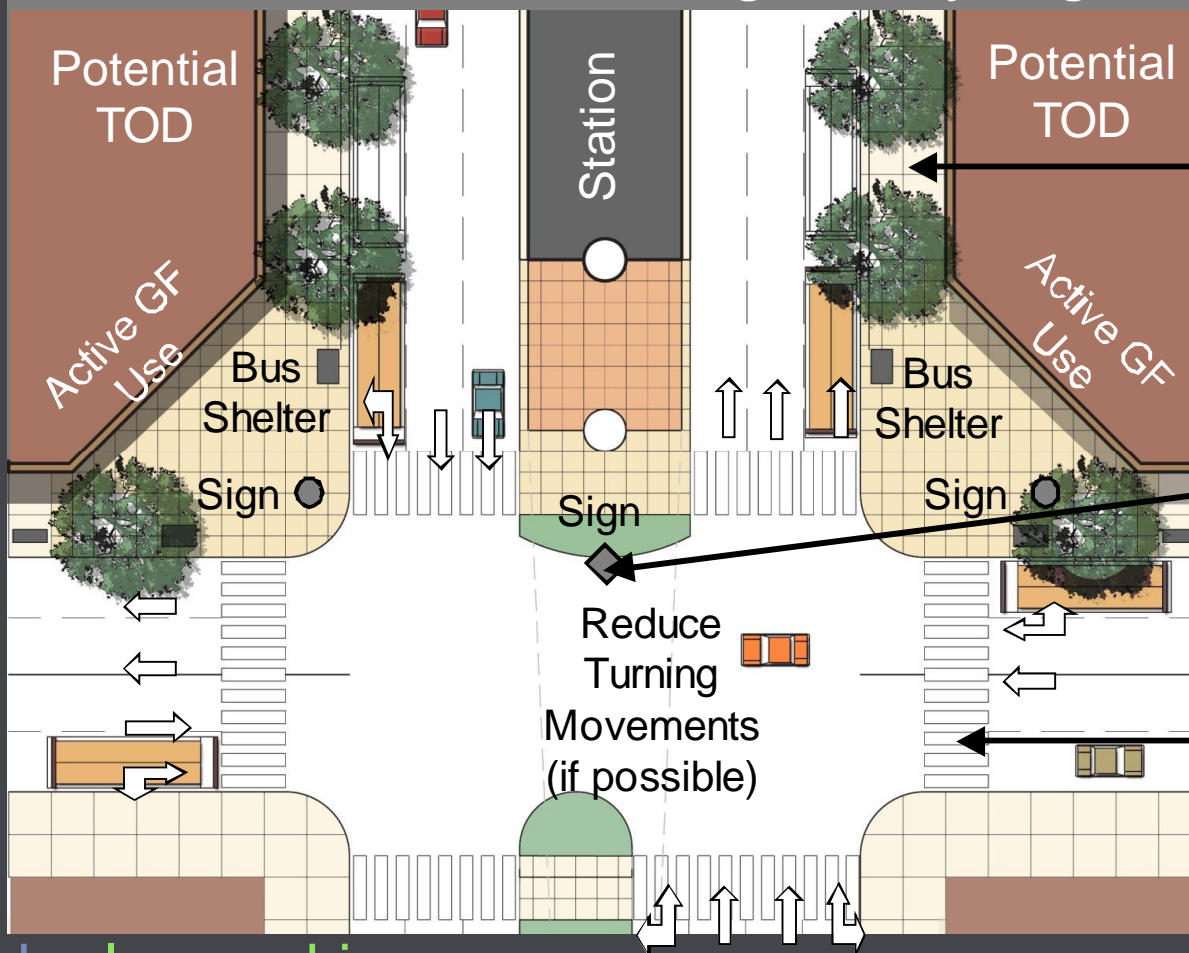 Potential
TOD
Station
Potential
TOD
Active GF
Use
Active GF
Use
Bus
Shelter
Bus
Shelter
Sign
Sign
Sign
Reduce
Turning
Movements
(if possible)